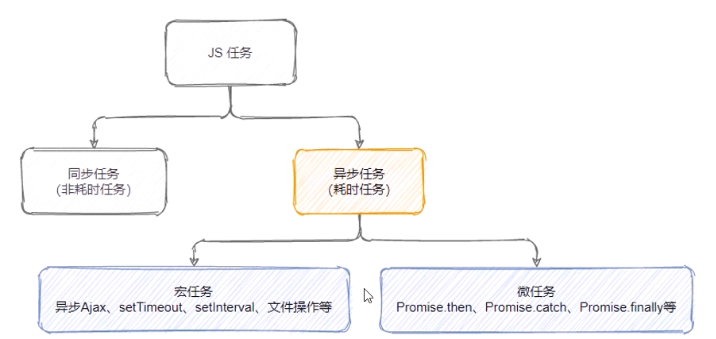 JS 任务
同步任务
(非耗时任务)
异步任务
(耗时任务)
宏任务
异步Ajax、setTimeout、setInterval、文件操作等
微任务
Promise.then、Promise.catch、Promise.finally等